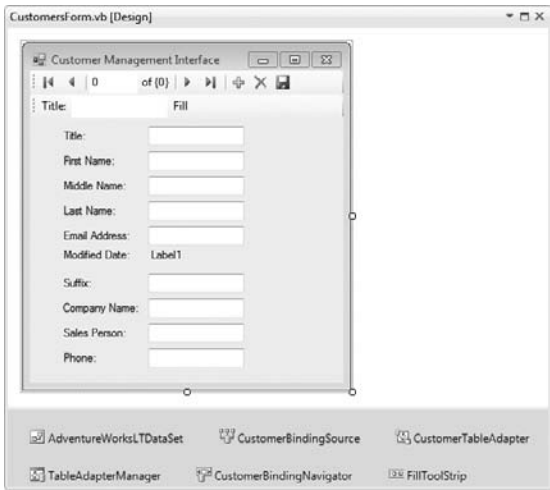 CustomersForm.vb [Design]
Customer Management Interface
0 of {0}
Title: Fill
Title:
First Name:
Middle Name:
Last Name:
Email Address:
Modified Date: Label1
Suffix:
Company Name:
Sales Person:
Phone:
AdventureWorksLTDataSet CustomerBindingSource CustomerTableAdapter
TableAdapterManager CustomerBindingNavigator FillToolStrip